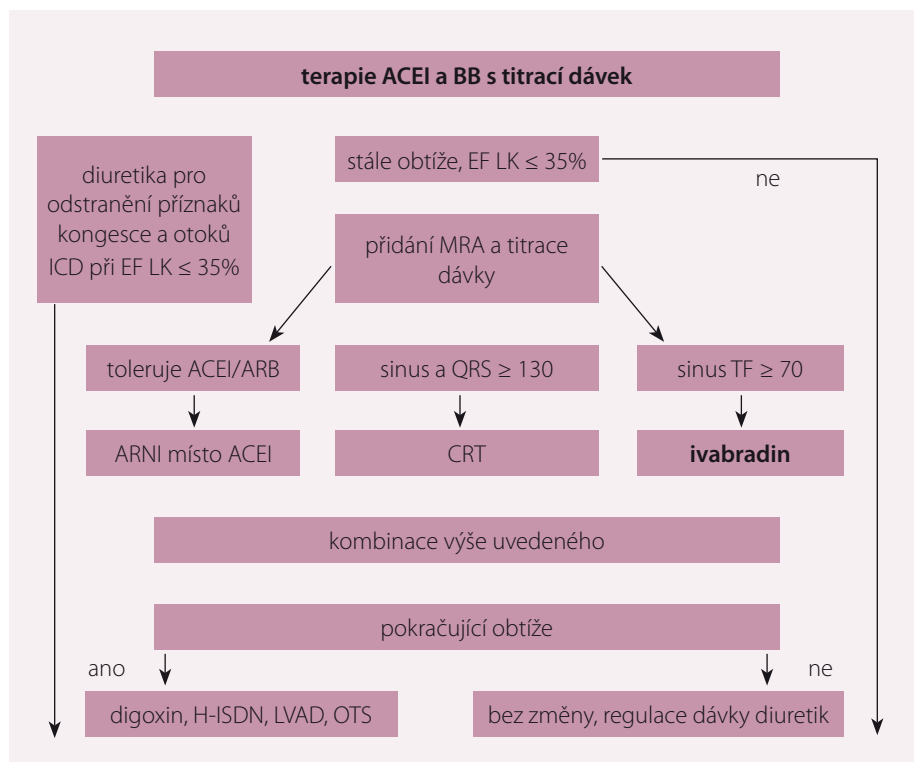 terapie ACEI a BB s titrací dávek
diuretika pro
odstranění příznaků
kongesce a otoků
ICD při EF LK ≤ 35%
stále obtíže, EF LK ≤ 35%
ne
přidání MRA a titrace
dávky
toleruje ACEI/ARB
sinus a QRS ≥ 130
sinus TF ≥ 70
ARNI místo ACEI
CRT
ivabradin
kombinace výše uvedeného
pokračující obtíže
ano
ne
digoxin, H-ISDN, LVAD, OTS
bez změny, regulace dávky diuretik